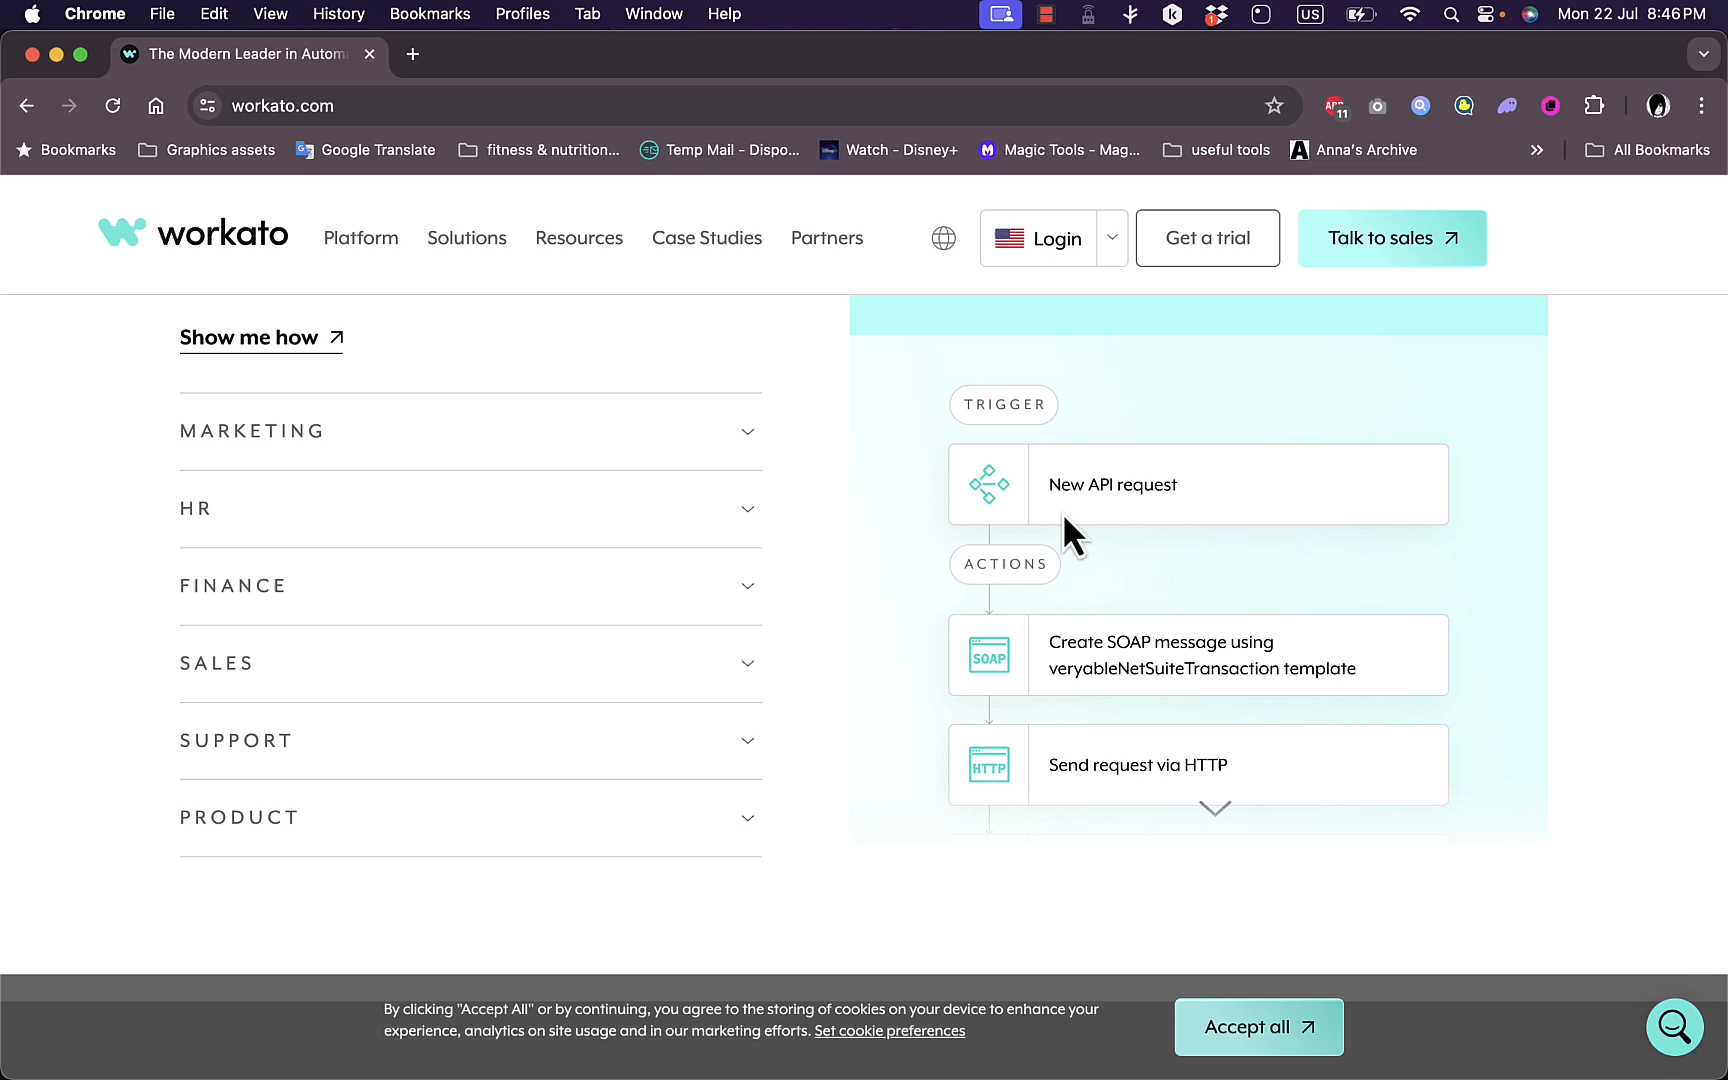 Chrome File Edit View History Bookmarks Profiles Tab Window Help
1 US Mon 22 Jul 8:46 PM
The Modern Leader in Autom
workato.com
ABP 11
Bookmarks Graphics assets Google Translate fitness & nutrition... Temp Mail - Dispo... Watch - Disney+ Magic Tools - Mag... useful tools Anna's Archive » All Bookmarks
workato Platform Solutions Resources Case Studies Partners Login Get a trial Talk to sales
Show me how
MARKETING
HR
FINANCE
SALES
SUPPORT
PRODUCT
TRIGGER
New API request
ACTIONS
SOAP
Create SOAP message using
veryableNetSuiteTransaction template
HTTP
Send request via HTTP
By clicking "Accept All" or by continuing, you agree to the storing of cookies on your device to enhance your
experience, analytics on site usage and in our marketing efforts. Set cookie preferences
Accept all